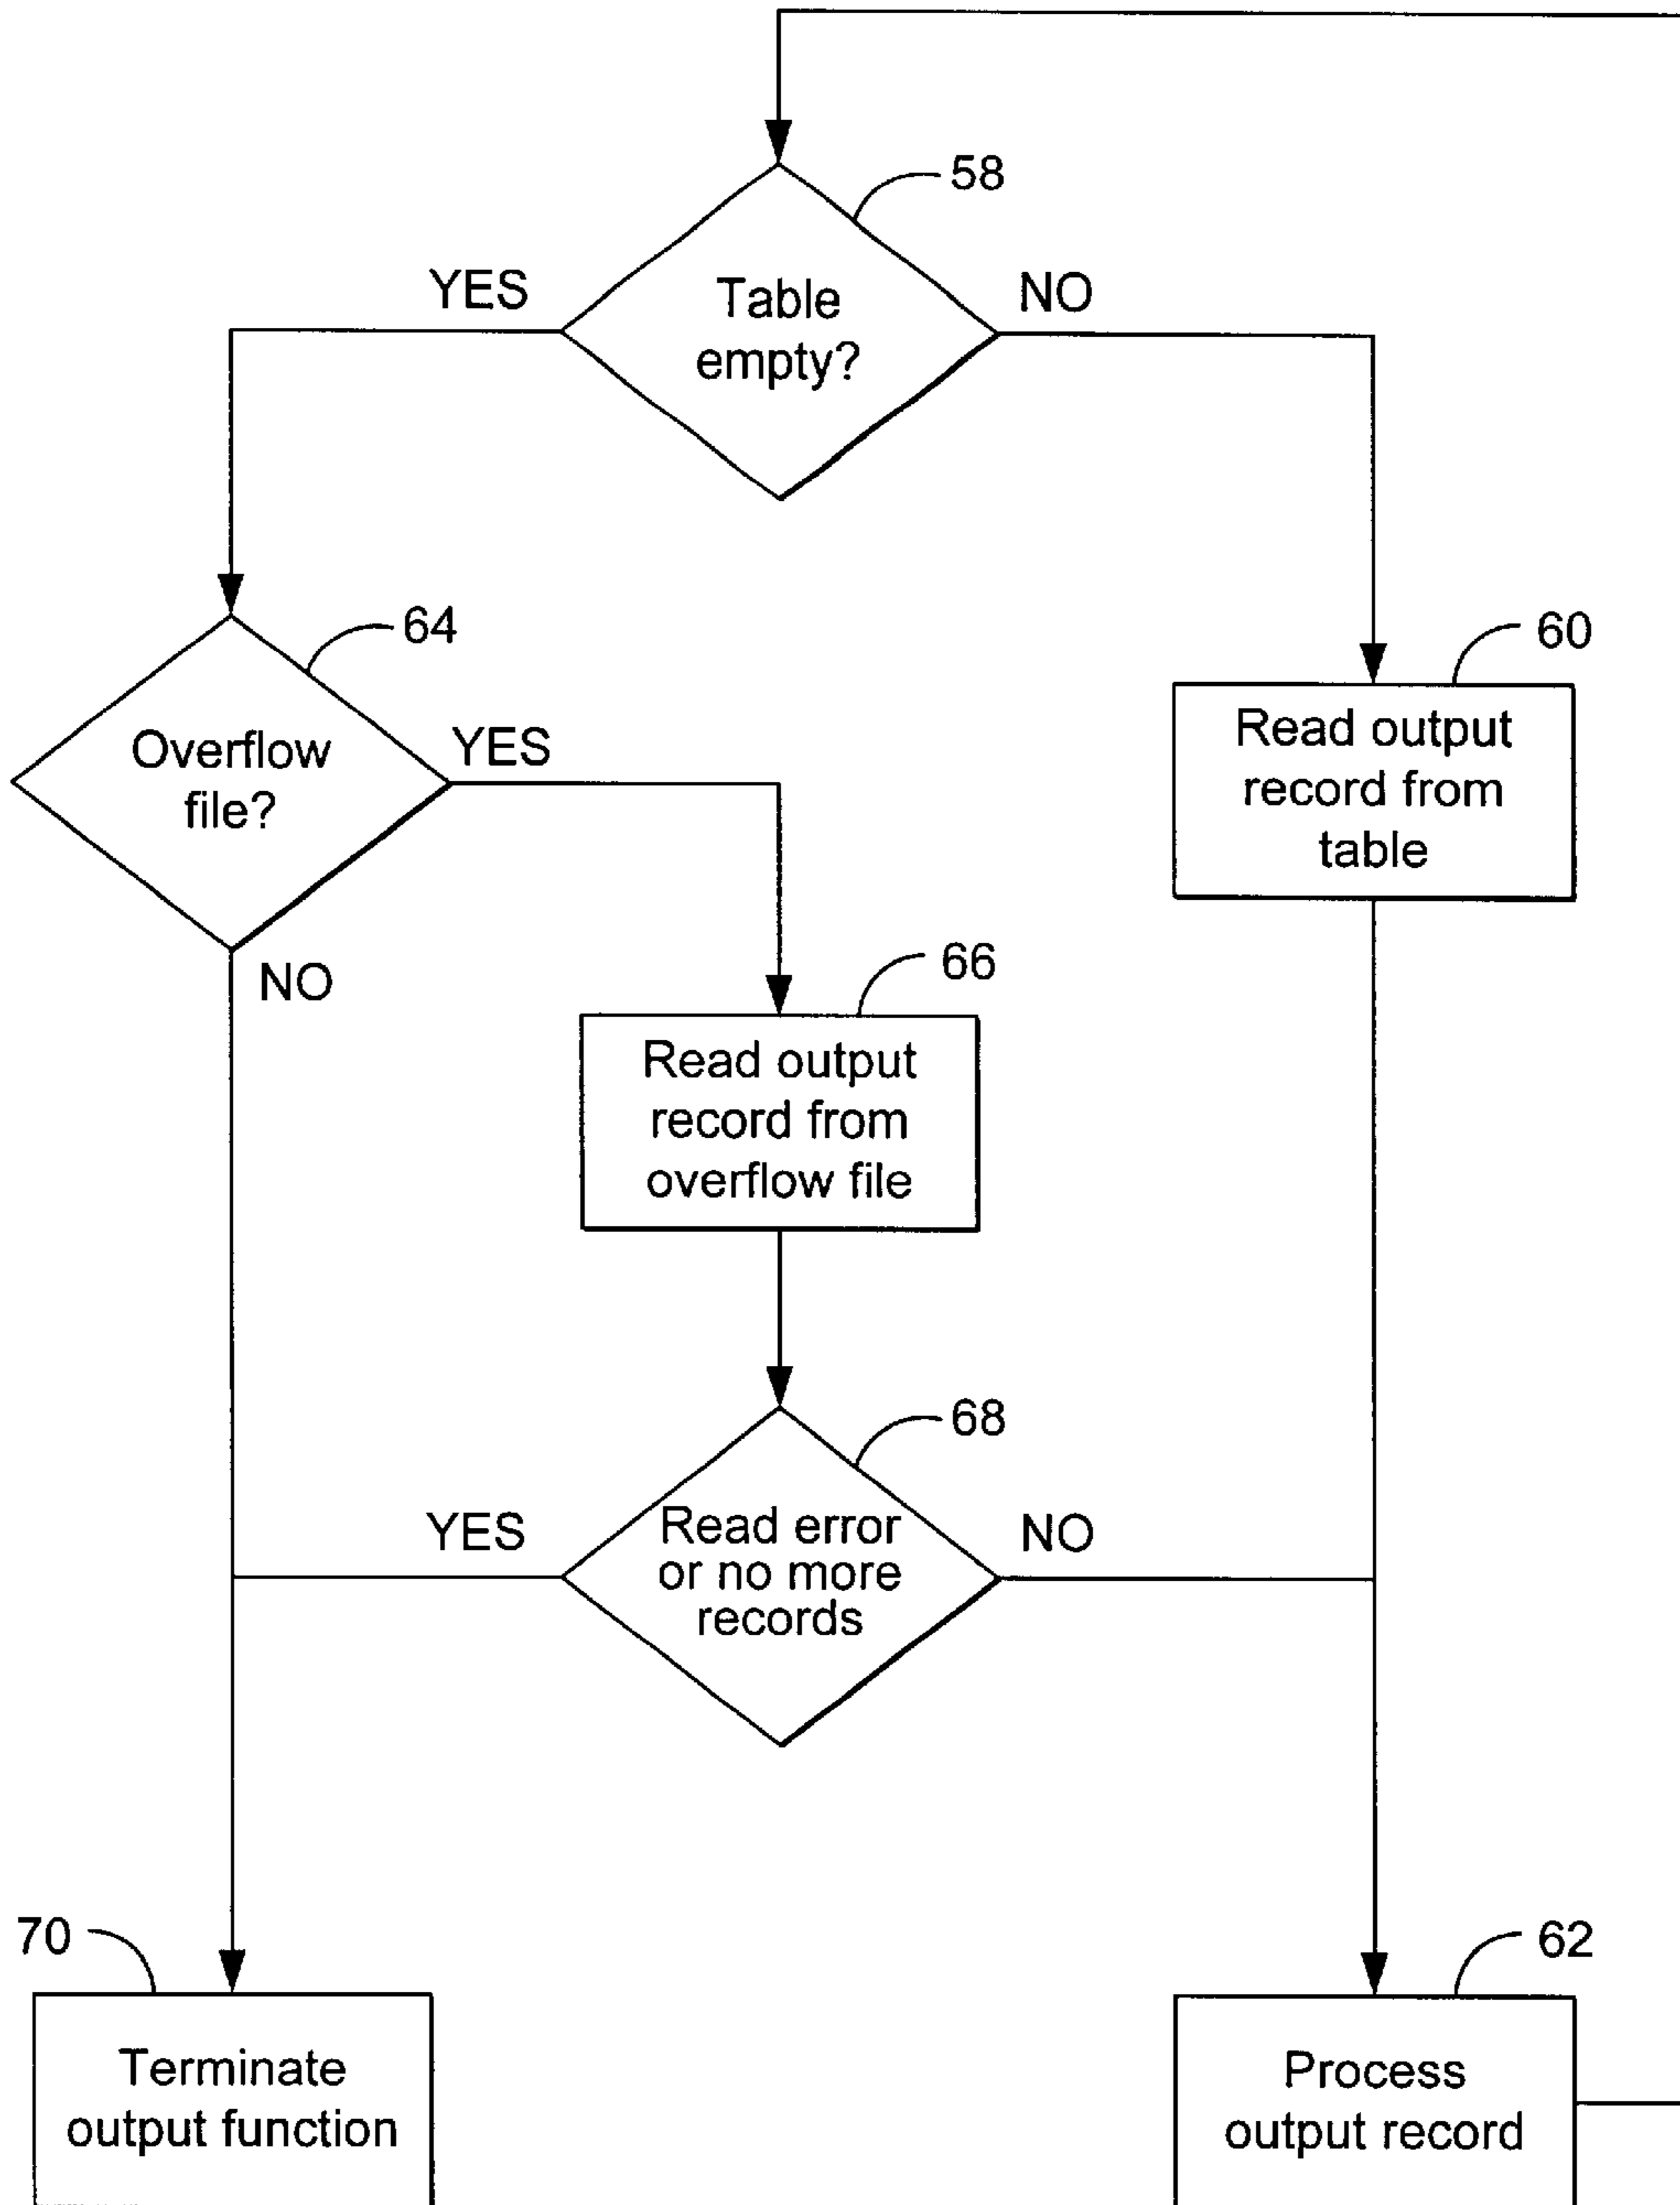 58
YES
Table
empty?
NO
64
Overflow
file?
YES
NO
60
Read output
record from
table
66
Read output
record from
overflow file
68
YES
Read error
or no more
records
NO
70
Terminate
output function
62
Process
output record